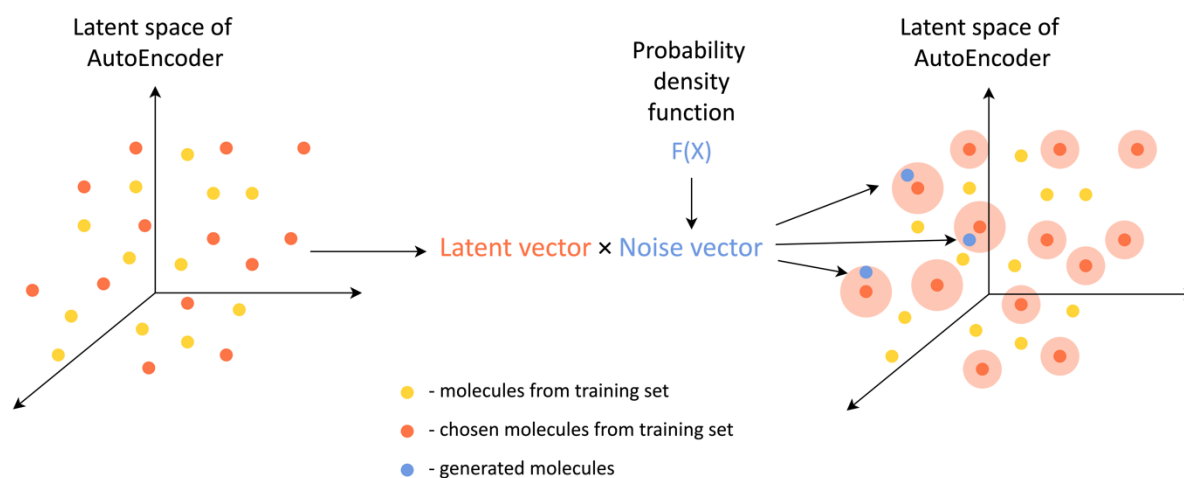 Latent space of
AutoEncoder
Probability
density
function
F(X)
Latent space of
AutoEncoder
Latent vector × Noise vector
- molecules from training set
- chosen molecules from training set
- generated molecules